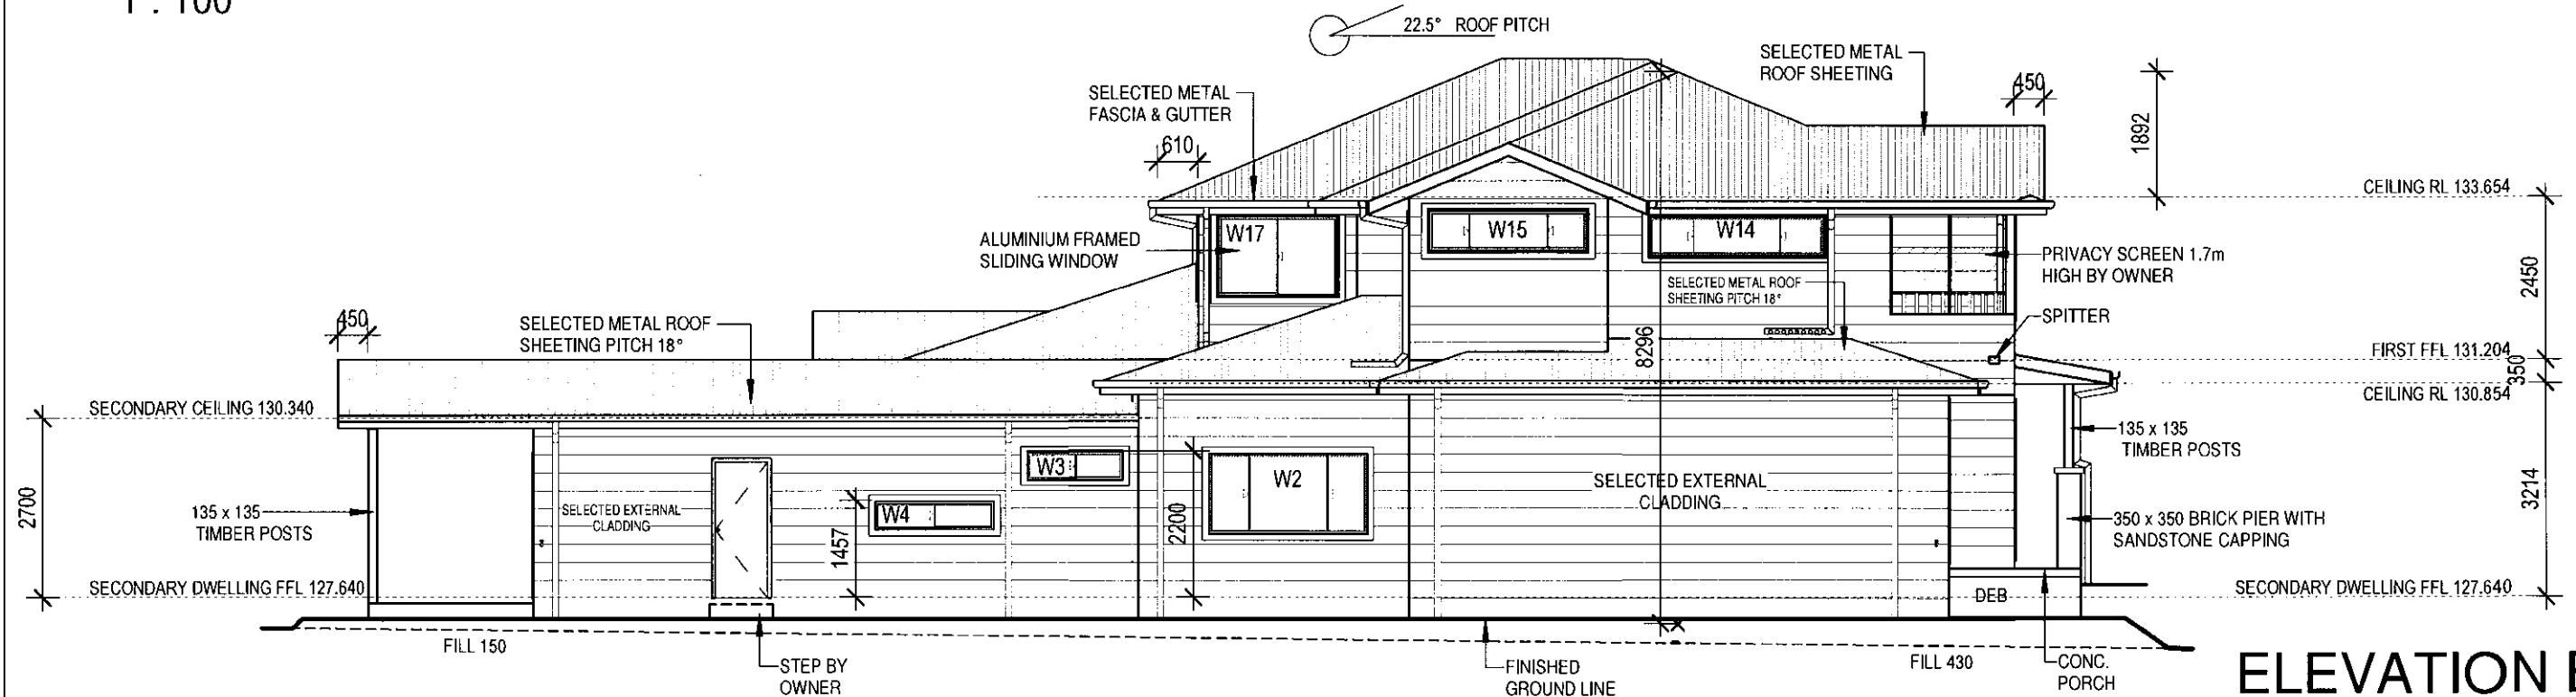 1 : 100
22.5° ROOF PITCH
SELECTED METAL
ROOF SHEETING
450
SELECTED METAL
FASCIA & GUTTER
1892
610
CEILING RL 133.654
W17
W15
W14
ALUMINIUM FRAMED
SLIDING WINDOW
PRIVACY SCREEN 1.7m
HIGH BY OWNER
2450
SELECTED METAL ROOF
SHEETING PITCH 18°
SPITTER
450
SELECTED METAL ROOF
SHEETING PITCH 18°
8296
FIRST FFL 131.204
350
CEILING RL 130.854
SECONDARY CEILING 130.340
135 x 135
TIMBER POSTS
W3
W2
SELECTED EXTERNAL
CLADDING
2700
135 x 135
TIMBER POSTS
SELECTED EXTERNAL
CLADDING
W4
1457
2200
3214
350 x 350 BRICK PIER WITH
SANDSTONE CAPPING
SECONDARY DWELLING FFL 127.640
DEB
SECONDARY DWELLING FFL 127.640
FILL 150
STEP BY
OWNER
FINISHED
GROUND LINE
FILL 430
CONC.
PORCH
ELEVATION